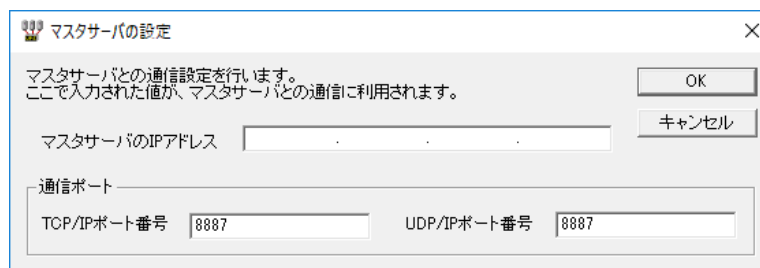 マスタサーバの設定
マスタサーバとの通信設定を行います。
ここで入力された値が、マスタサーバとの通信に利用されます。
OK
キャンセル
マスタサーバのIPアドレス . . .
通信ポート
TCP/IPポート番号 8887 UDP/IPポート番号 8887